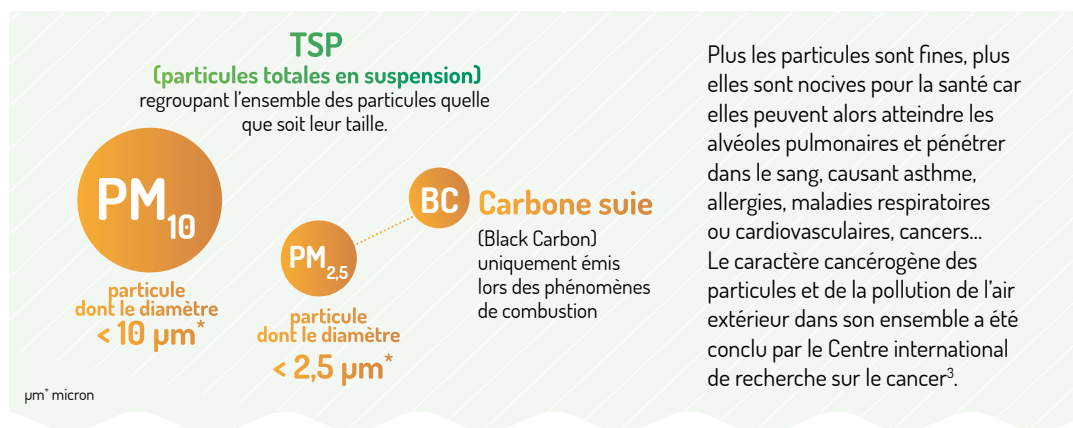 TSP
(particules totales en suspension)
regroupant l’ensemble des particules quelle
que soit leur taille.
PM10
particule
dont le diamètre
< 10 µm*
PM2,5
particule
dont le diamètre
< 2,5 µm*
BC
Carbone suie
(Black Carbon)
uniquement émis
lors des phénomènes
de combustion
µm* micron
Plus les particules sont fines, plus
elles sont nocives pour la santé car
elles peuvent alors atteindre les
alvéoles pulmonaires et pénétrer
dans le sang, causant asthme,
allergies, maladies respiratoires
ou cardiovasculaires, cancers...
Le caractère cancérogène des
particules et de la pollution de l’air
extérieur dans son ensemble a été
conclu par le Centre international
de recherche sur le cancer³.